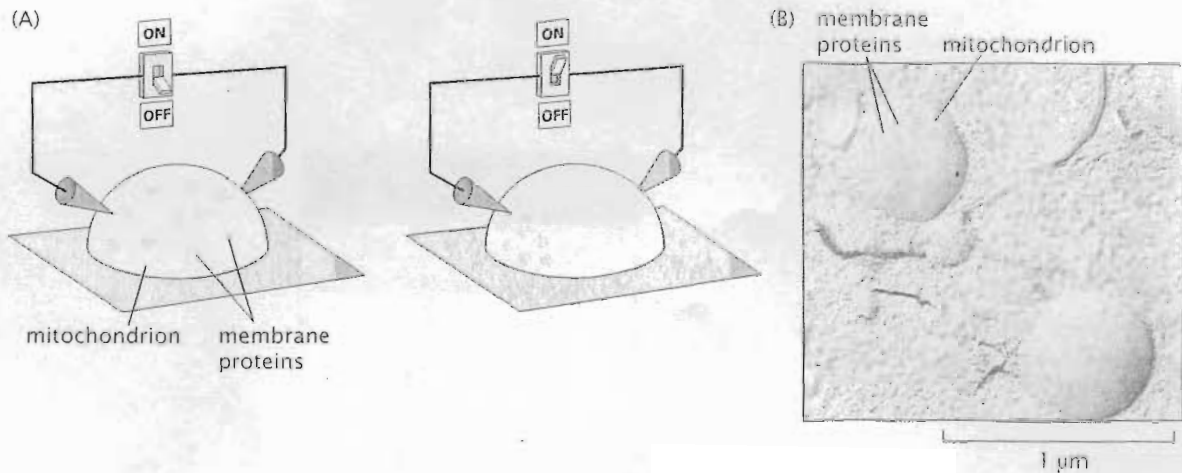 (A)
ON
OFF
ON
OFF
mitochondrion
membrane
proteins
(B)
membrane
proteins
mitochondrion
1 μm